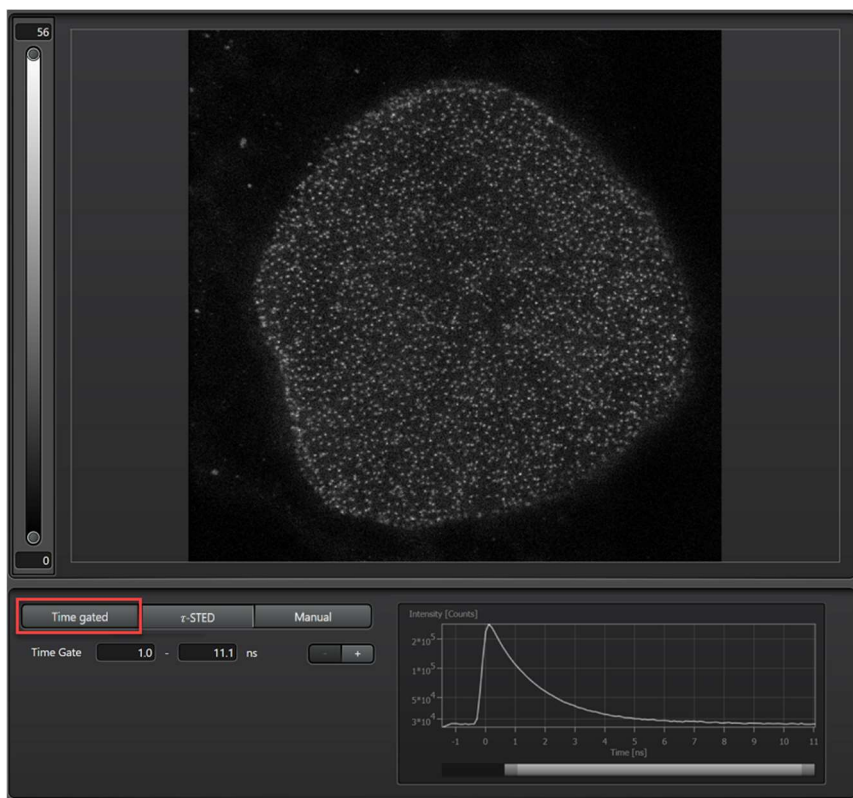 56
0
Time gated
τ-STED
Manual
Time Gate 1.0 - 11.1 ns - +
Intensity [Counts]
2*10^5
1*10^5
5*10^4
3*10^4
-1 0 1 2 3 4 5 6 7 8 9 10 11
Time [ns]